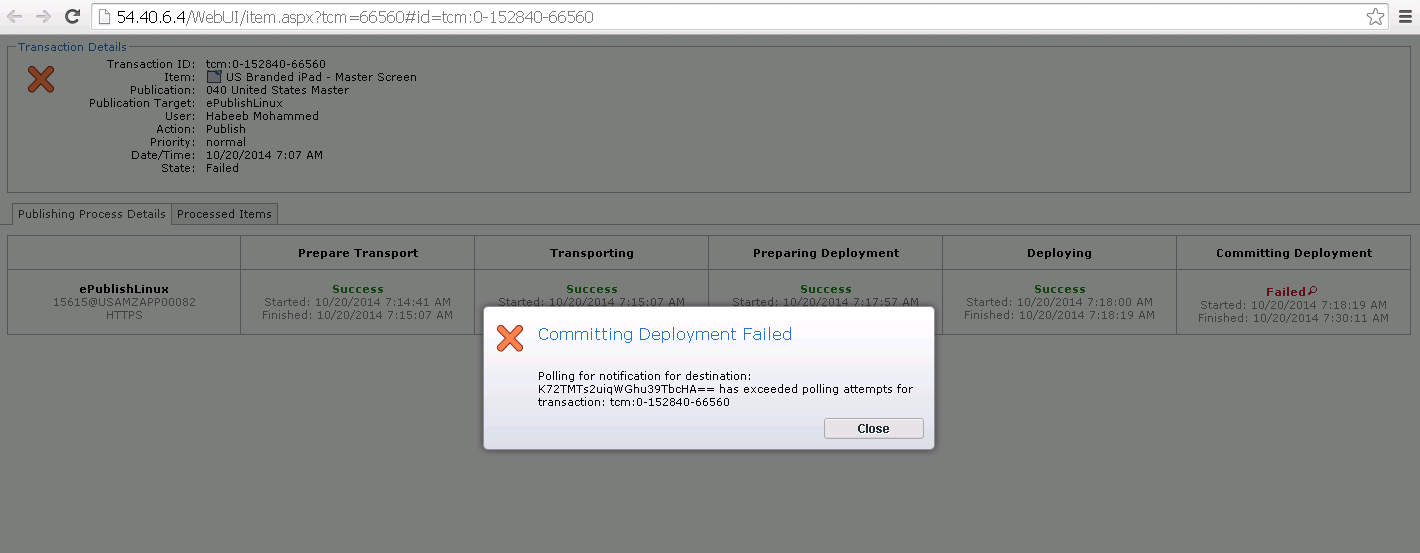 54.40.6.4/WebUI/item.aspx?tcm=66560#id=tcm:0-152840-66560
Transaction Details
Transaction ID: tcm:0-152840-66560
Item: US Branded iPad - Master Screen
Publication: 040 United States Master
Publication Target: ePublishLinux
User: Habeeb Mohammed
Action: Publish
Priority: normal
Date/Time: 10/20/2014 7:07 AM
State: Failed
Publishing Process Details Processed Items
Prepare Transport Transporting Preparing Deployment Deploying Committing Deployment
ePublishLinux Success Success Success Success Failed
15615@USAMZAPP00082 Started: 10/20/2014 7:14:41 AM Started: 10/20/2014 7:15:07 AM Started: 10/20/2014 7:17:57 AM Started: 10/20/2014 7:18:00 AM Started: 10/20/2014 7:18:19 AM
HTTPS Finished: 10/20/2014 7:15:07 AM Finished: 10/20/2014 7:18:19 AM Finished: 10/20/2014 7:30:11 AM
Committing Deployment Failed
Polling for notification for destination:
K72TMTs2uiqWGhu39TbcHA== has exceeded polling attempts for
transaction: tcm:0-152840-66560
Close